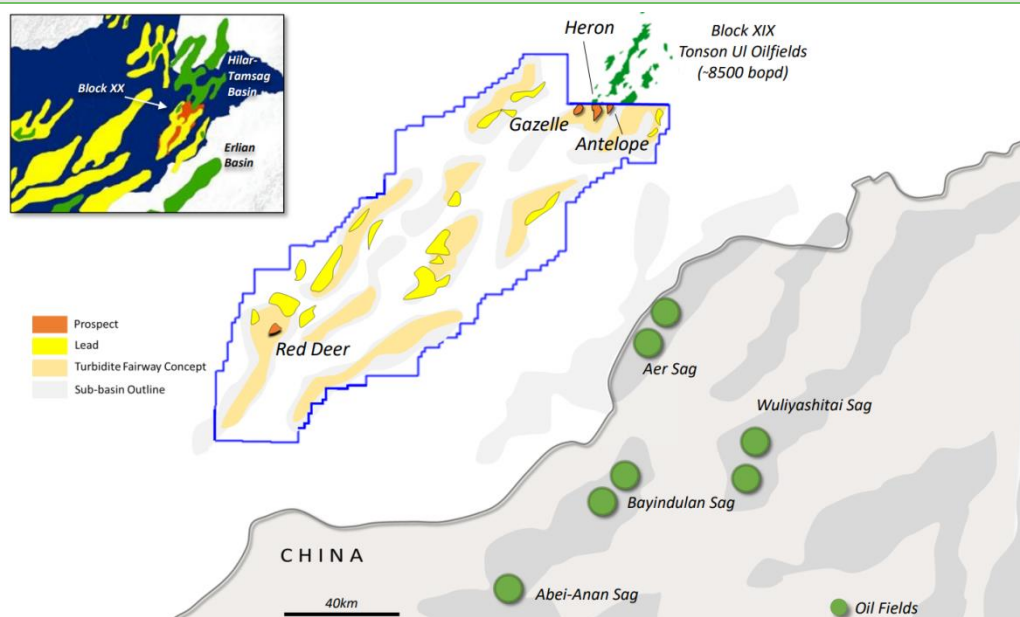 Block XX
Hilar-
Tamsag
Basin
Erlian
Basin
Heron
Block XIX
Tonson Ul Oilfields
(~8500 bopd)
Gazelle
Antelope
Prospect
Lead
Turbidite Fairway Concept
Sub-basin Outline
Red Deer
Aer Sag
Wuliyashitai Sag
Bayindulan Sag
CHINA
Abei-Anan Sag
40km
Oil Fields